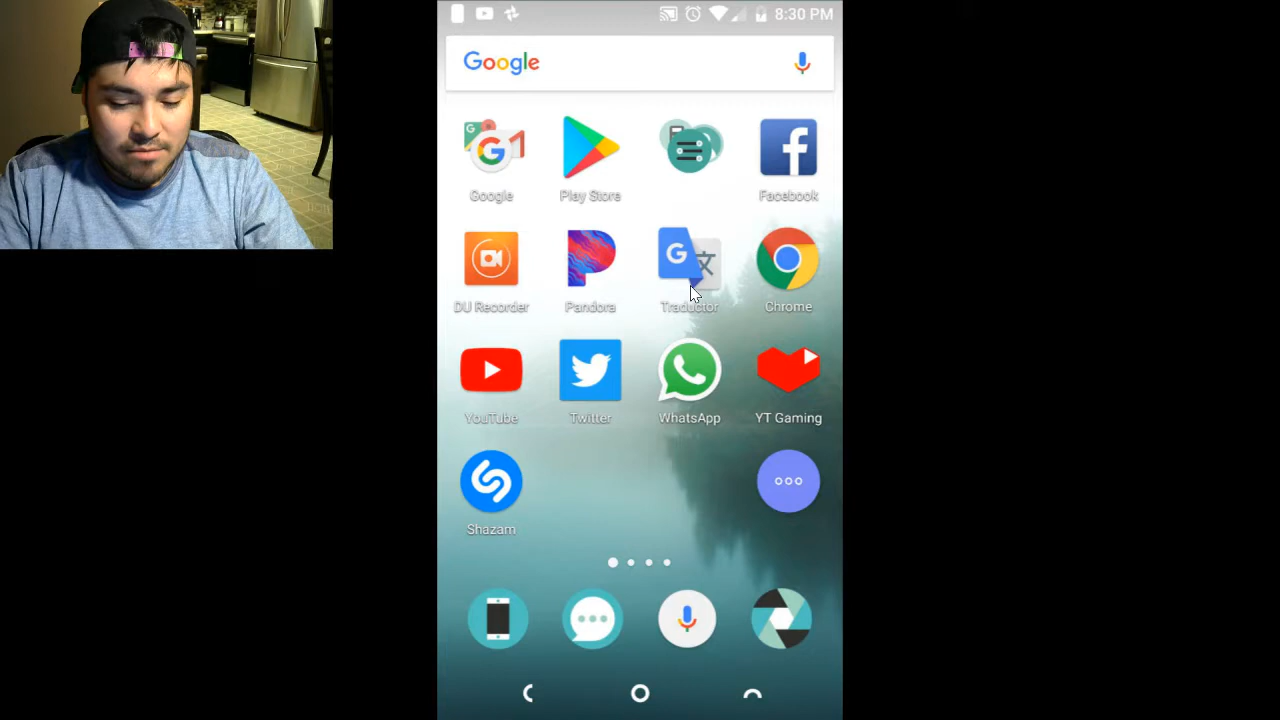 8:30 PM
Google
Google
Play Store
Facebook
DU Recorder
Pandora
Traductor
Chrome
YouTube
Twitter
WhatsApp
YT Gaming
Shazam